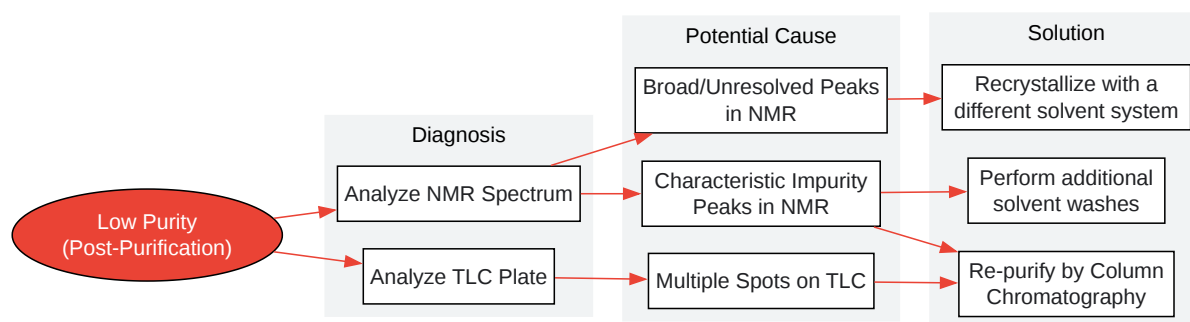 Low Purity
(Post-Purification)
Diagnosis
Analyze NMR Spectrum
Analyze TLC Plate
Potential Cause
Broad/Unresolved Peaks
in NMR
Characteristic Impurity
Peaks in NMR
Multiple Spots on TLC
Solution
Recrystallize with a
different solvent system
Perform additional
solvent washes
Re-purify by Column
Chromatography